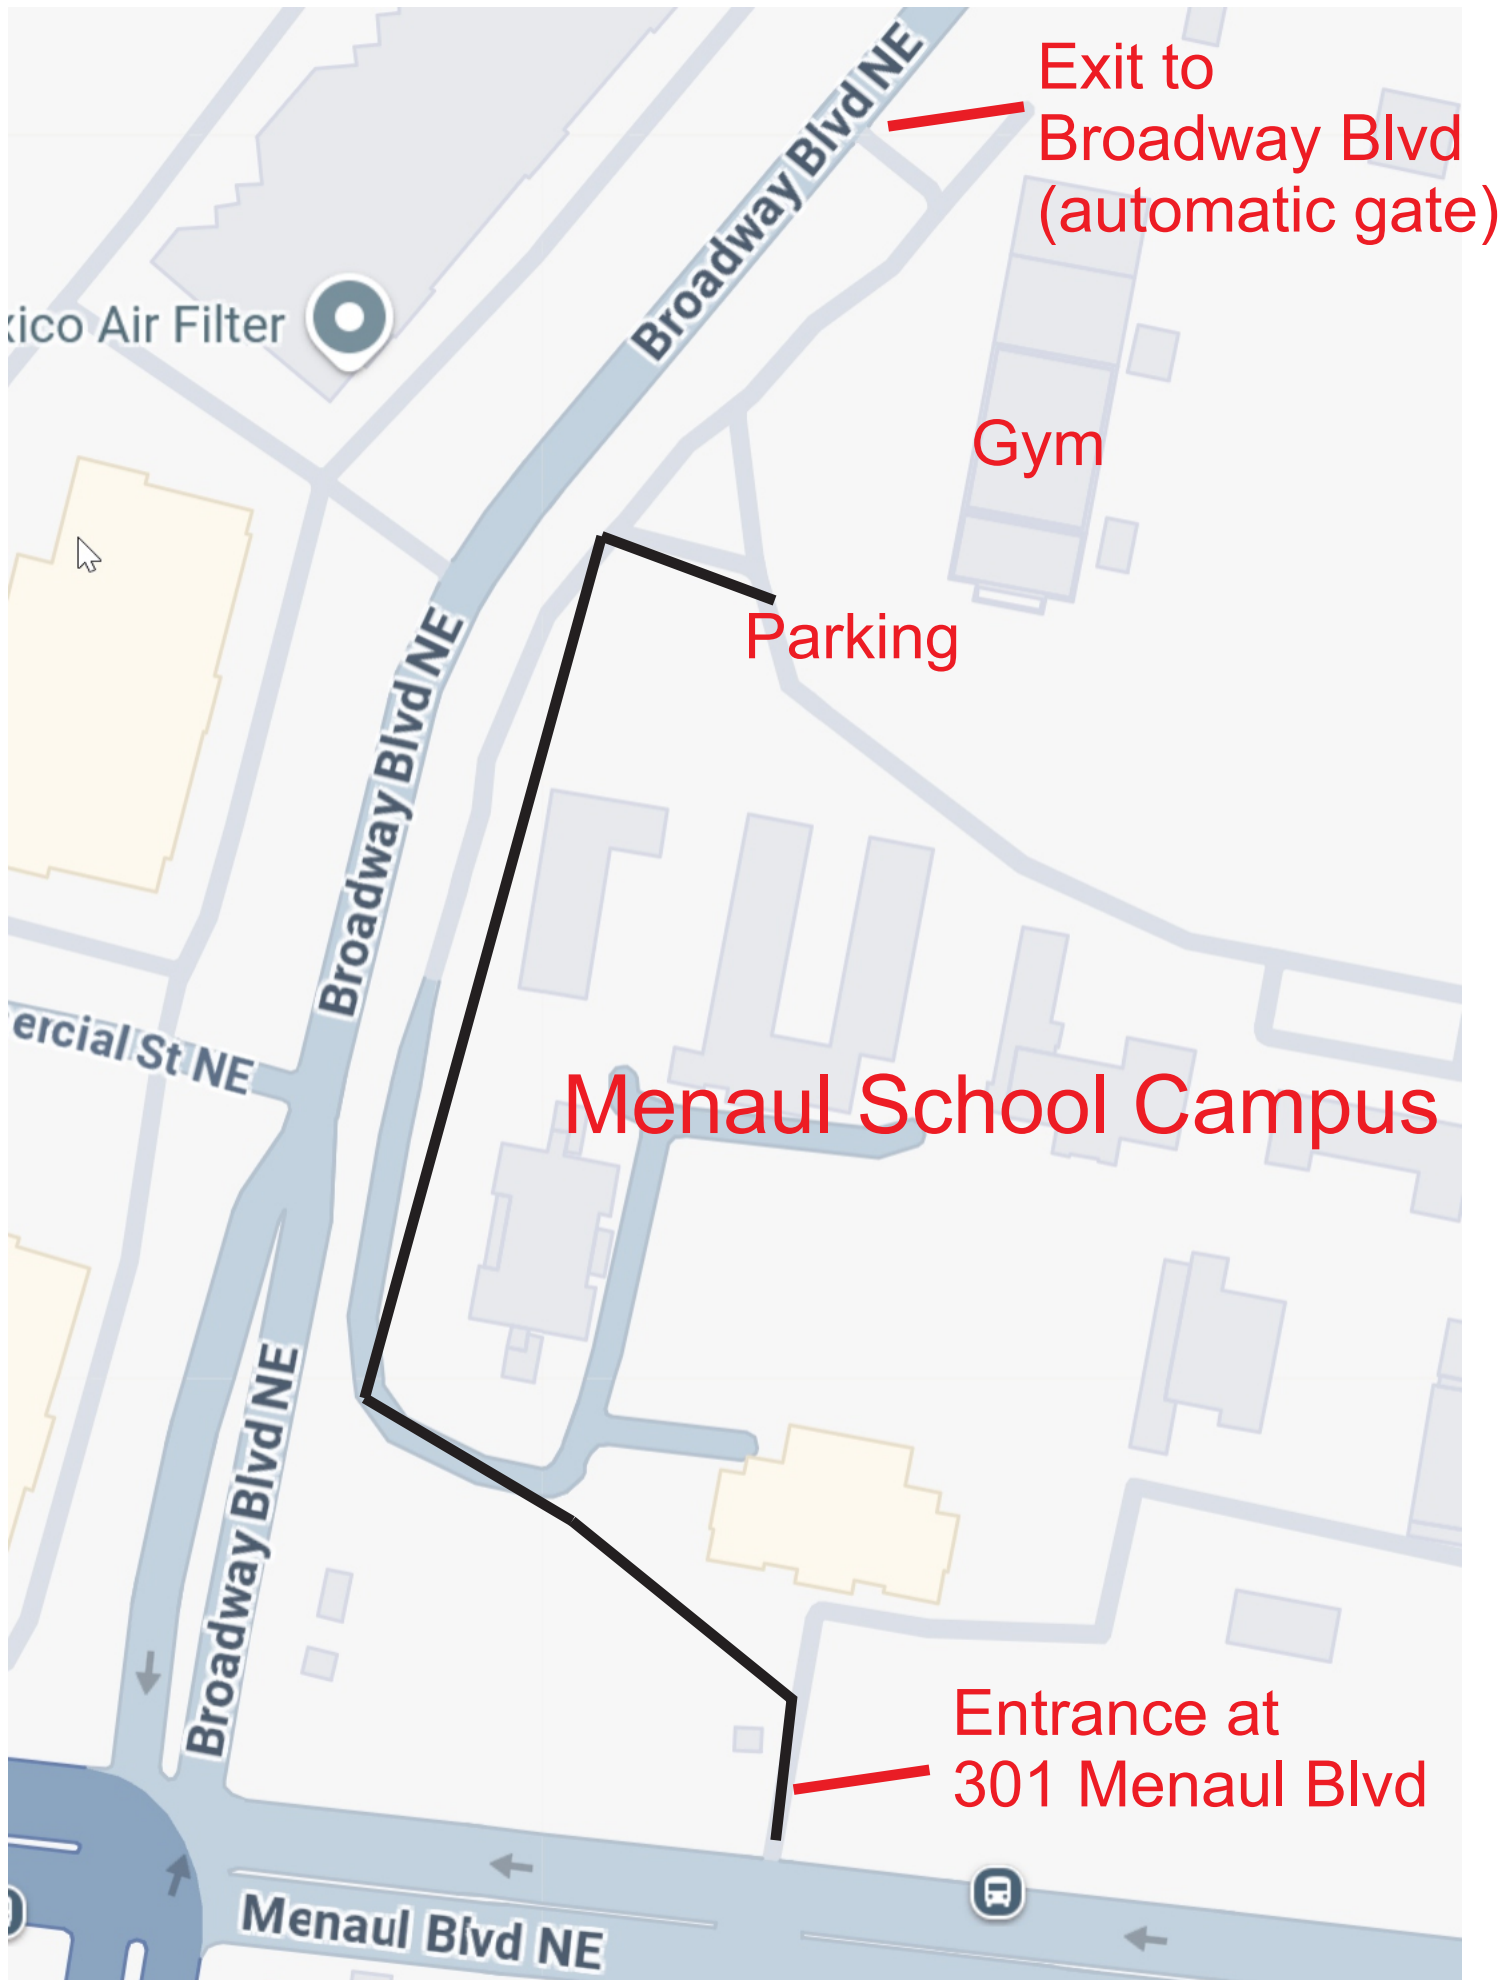 Exit to
Broadway Blvd
(automatic gate)
Broadway Blvd NE
xico Air Filter
Gym
Parking
Broadway Blvd NE
ercial St NE
Menaul School Campus
Broadway Blvd NE
Entrance at
301 Menaul Blvd
Menaul Blvd NE